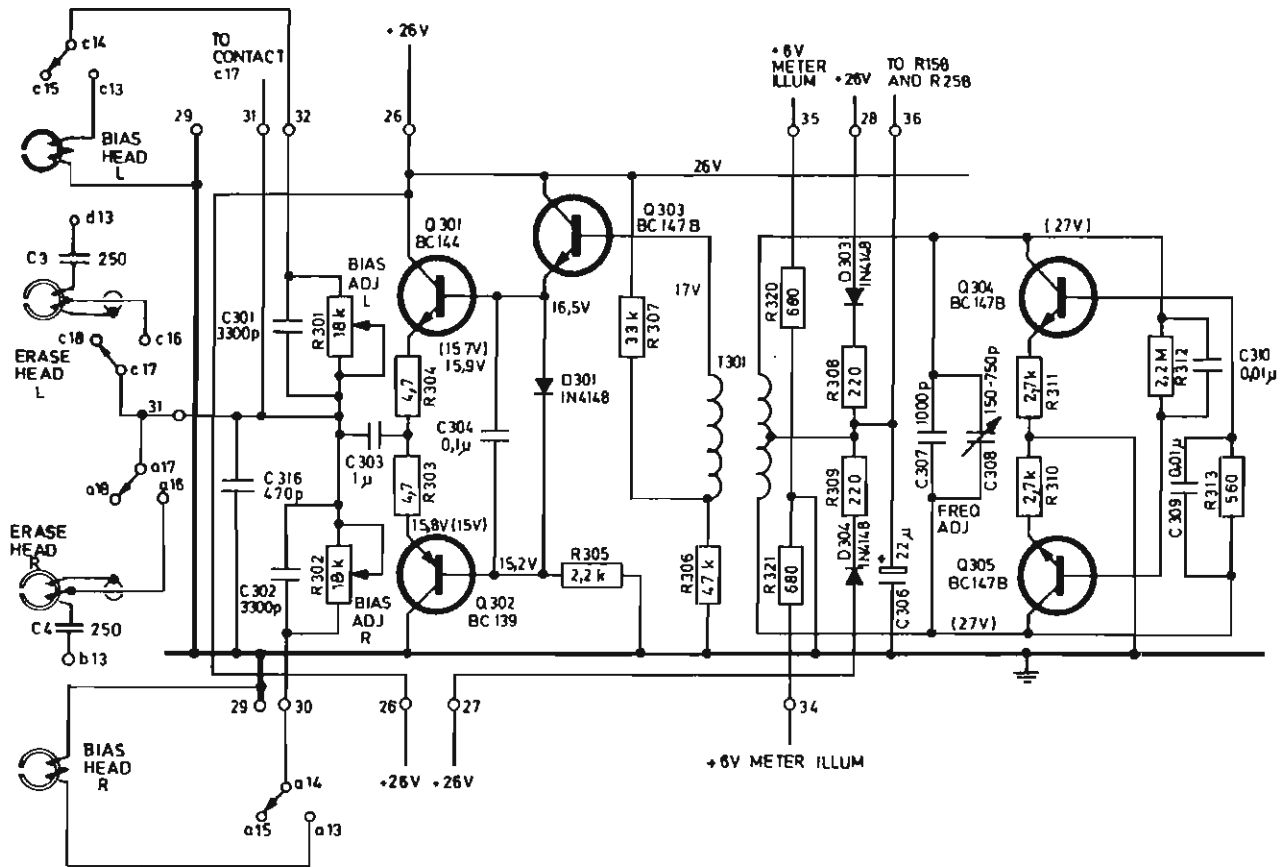 c14
c15
c13
BIAS
HEAD
L
29
TO
CONTACT
c17
31
32
+26V
26
+6V
METER
ILLUM
35
+26V
28
TO R158
AND R258
36
26V
d13
C3
250
c18
c16
c17
ERASE
HEAD
L
31
a17
a18
a16
ERASE
HEAD
R
C4
250
b13
C301
3300p
R301
18k
BIAS
ADJ
L
Q301
BC144
Q303
BC147B
16,5V
(15.7V)
15,9V
R304
4,7
D301
IN4148
C303
1µ
C304
0,1µ
R303
4,7
C316
470p
C302
3300p
R302
18k
BIAS
ADJ
R
15,8V(15V)
15,2V
R305
2,2k
Q302
BC139
R307
33k
17V
T301
R306
47k
R320
680
R321
680
D303
IN4148
R308
220
R309
220
D304
IN4148
C306
22µ
+
1000p
C307
150-750p
C308
FREQ
ADJ
(27V)
Q304
BC147B
2,7k
R311
2,7k
R310
Q305
BC147B
(27V)
2,2M
R312
C310
0,01µ
0,01µ
C309
R313
560
29
30
26
27
34
+26V
+26V
+6V METER ILLUM
BIAS
HEAD
R
a14
a15
a13